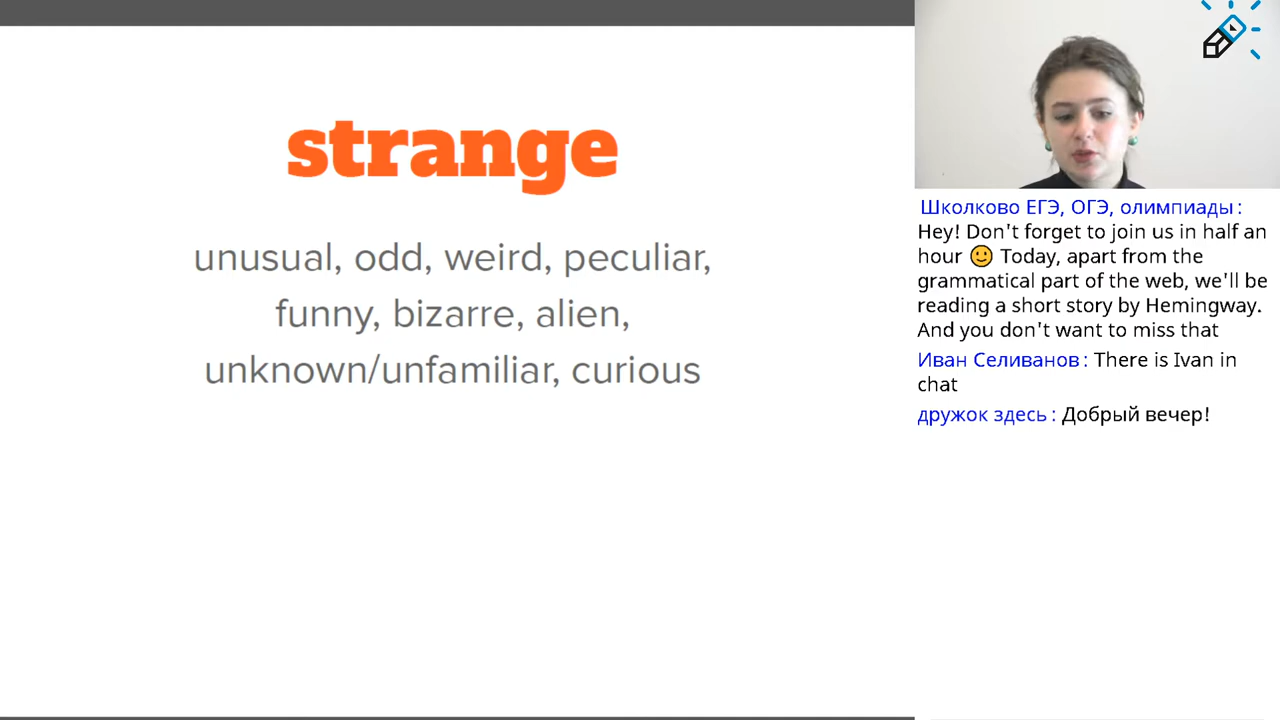 strange
unusual, odd, weird, peculiar,
funny, bizarre, alien,
unknown/unfamiliar, curious
Школково ЕГЭ, ОГЭ, олимпиады:
Hey! Don't forget to join us in half an
hour 🙂 Today, apart from the
grammatical part of the web, we'll be
reading a short story by Hemingway.
And you don't want to miss that
Иван Селиванов: There is Ivan in
chat
дружок здесь: Добрый вечер!